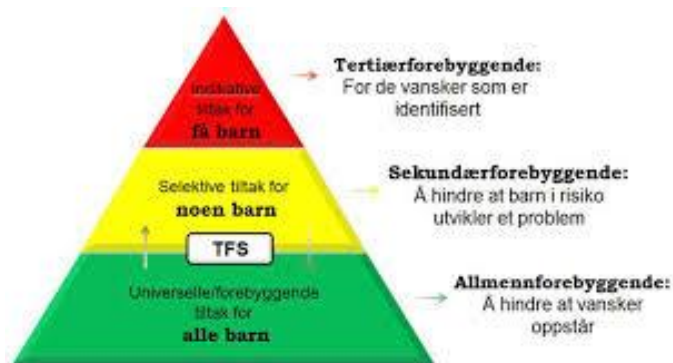 Indikative
tiltak for
få barn
Tertiærforebyggende:
For de vansker som er
identifisert
Selektive tiltak for
noen barn
Sekundærforebyggende:
Å hindre at barn i risiko
utvikler et problem
TFS
Universelle/forebyggende
tiltak for
alle barn
Allmennforebyggende:
Å hindre at vansker
oppstår